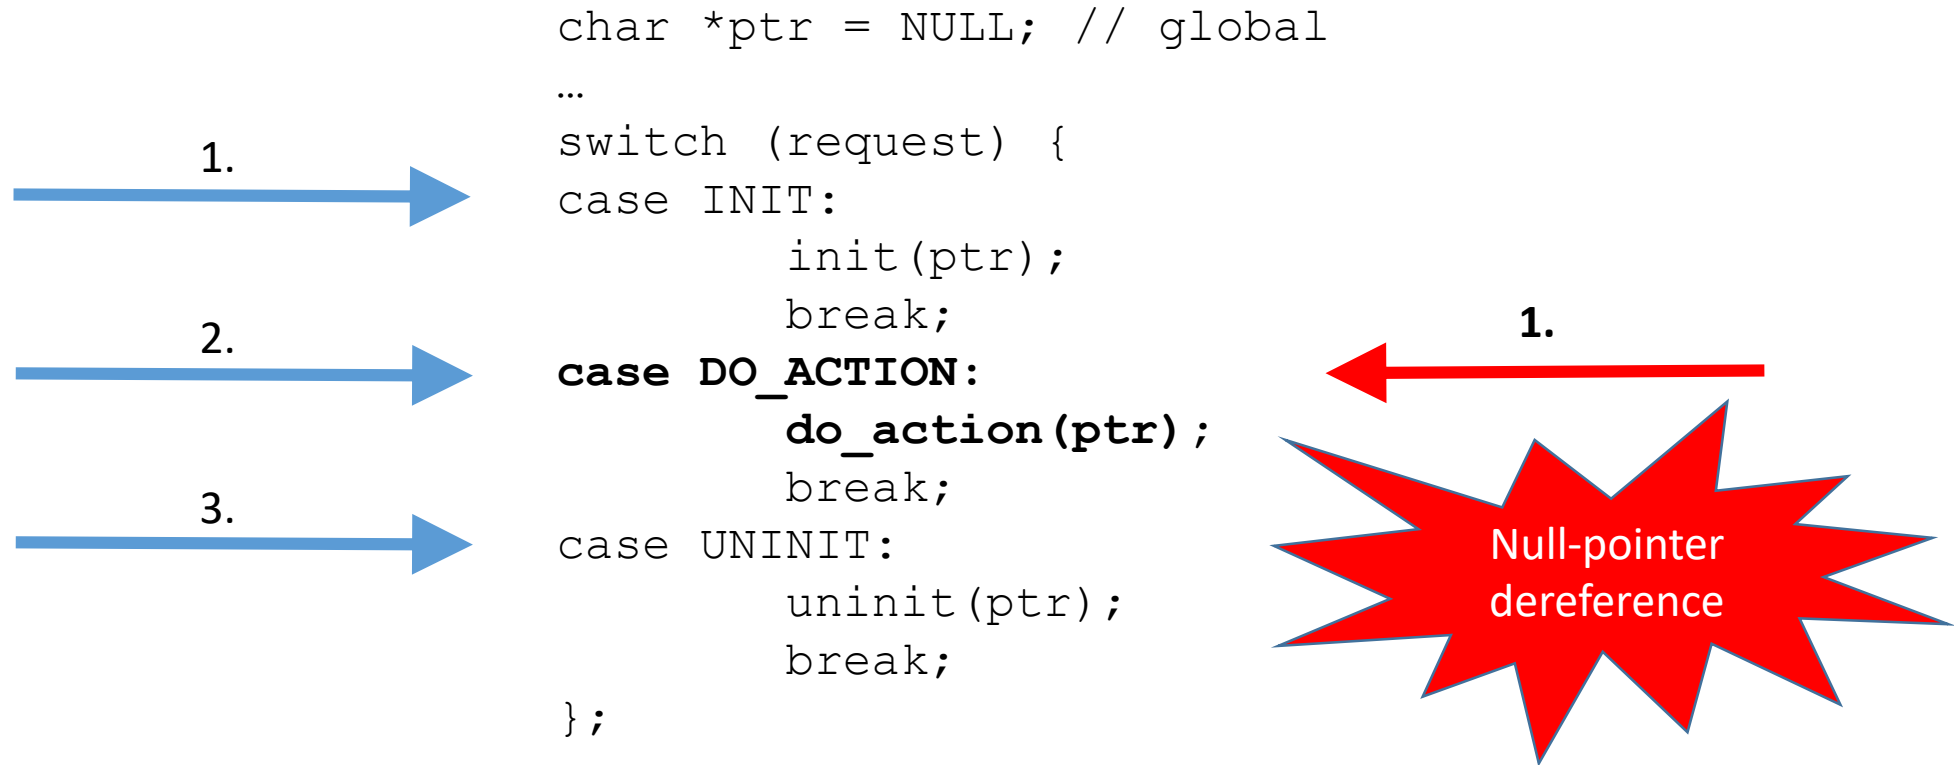 char *ptr = NULL; // global
…
switch (request) {
1.
case INIT:
init(ptr);
break;
2.
1.
case DO_ACTION:
do_action(ptr);
break;
3.
case UNINIT:
Null-pointer
dereference
uninit(ptr);
break;
};